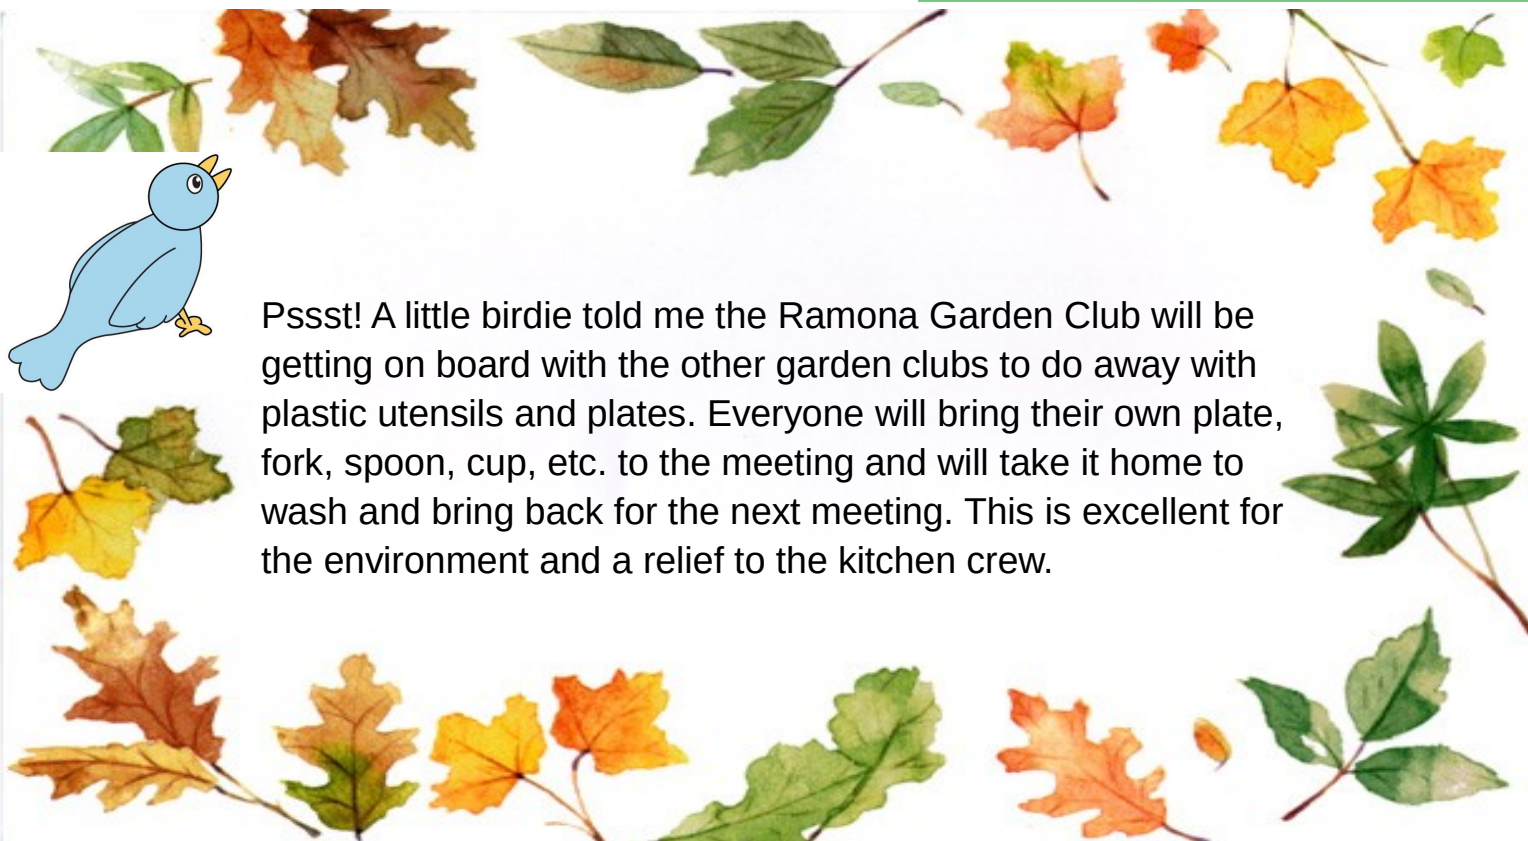 Pssst! A little birdie told me the Ramona Garden Club will be
getting on board with the other garden clubs to do away with
plastic utensils and plates. Everyone will bring their own plate,
fork, spoon, cup, etc. to the meeting and will take it home to
wash and bring back for the next meeting. This is excellent for
the environment and a relief to the kitchen crew.